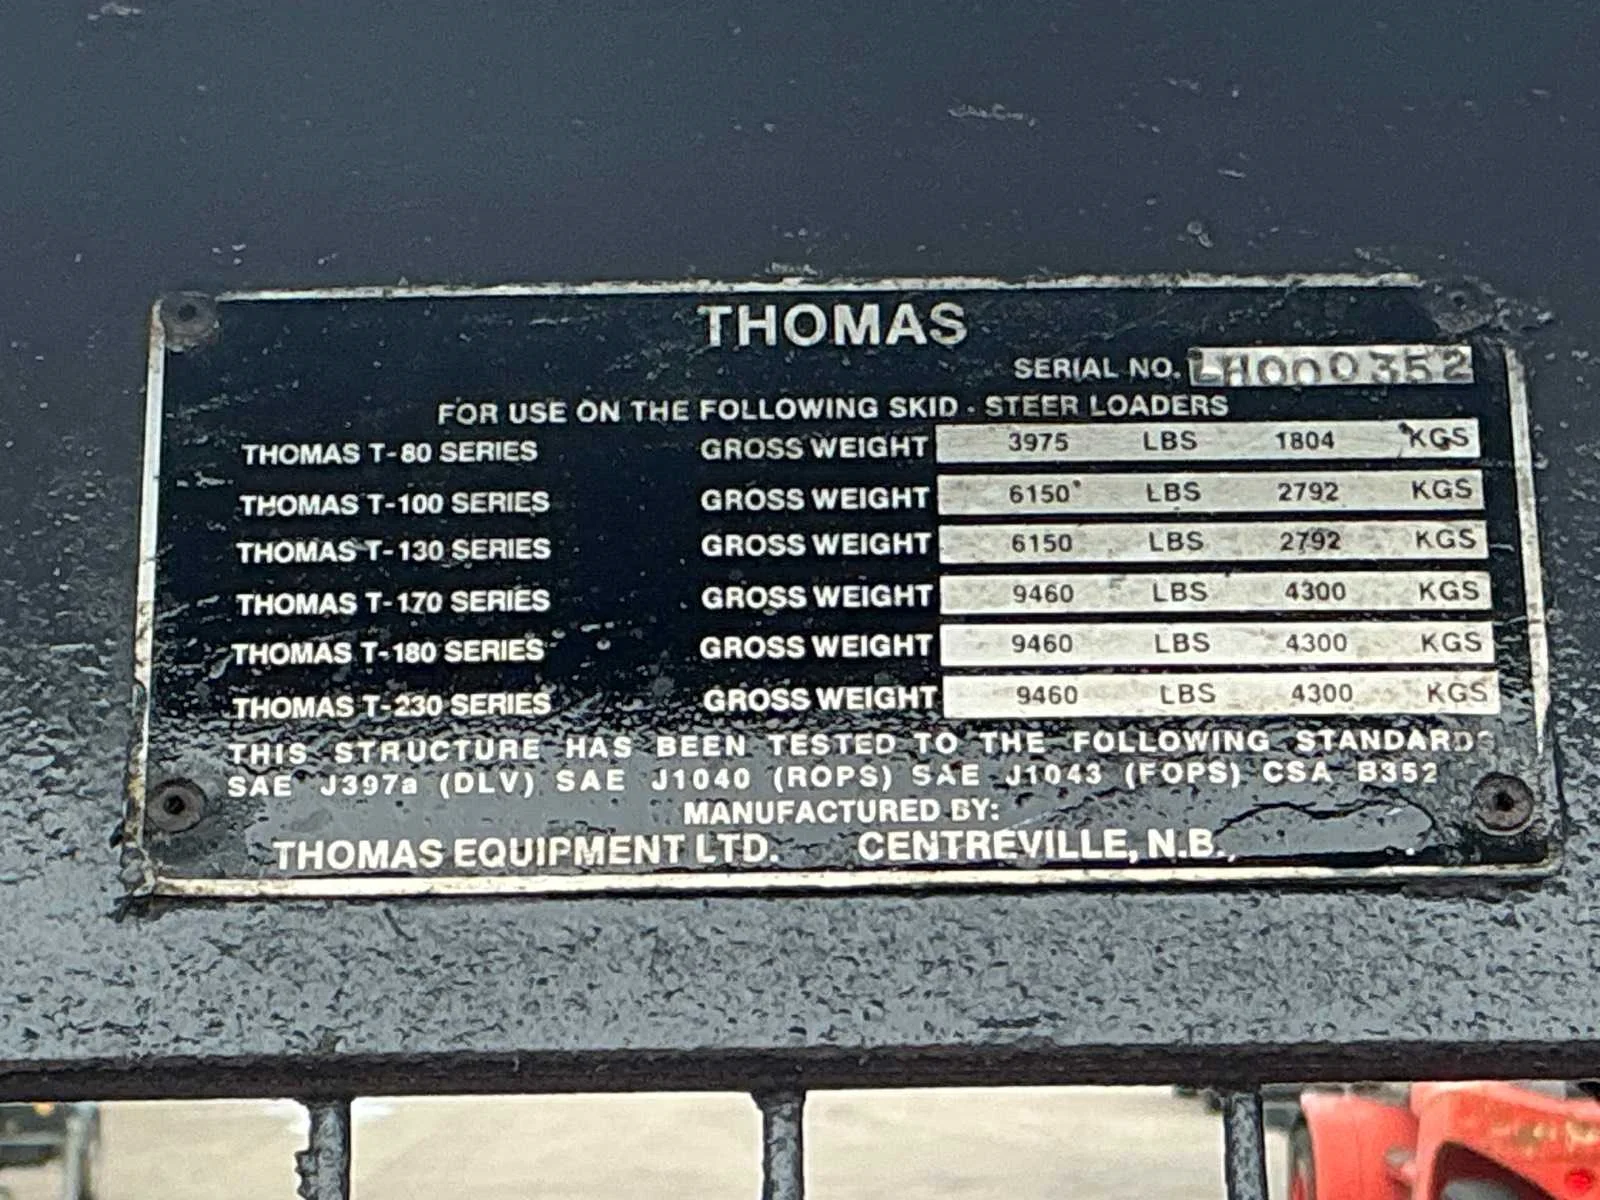 THOMAS
SERIAL NO. LH000352
FOR USE ON THE FOLLOWING SKID - STEER LOADERS
THOMAS T-80 SERIES GROSS WEIGHT 3975 LBS 1804 KGS
THOMAS T-100 SERIES GROSS WEIGHT 6150 LBS 2792 KGS
THOMAS T-130 SERIES GROSS WEIGHT 6150 LBS 2792 KGS
THOMAS T-170 SERIES GROSS WEIGHT 9460 LBS 4300 KGS
THOMAS T-180 SERIES GROSS WEIGHT 9460 LBS 4300 KGS
THOMAS T-230 SERIES GROSS WEIGHT 9460 LBS 4300 KGS
THIS STRUCTURE HAS BEEN TESTED TO THE FOLLOWING STANDARDS
SAE J397a (DLV) SAE J1040 (ROPS) SAE J1043 (FOPS) CSA B352
MANUFACTURED BY:
THOMAS EQUIPMENT LTD. CENTREVILLE, N.B.,